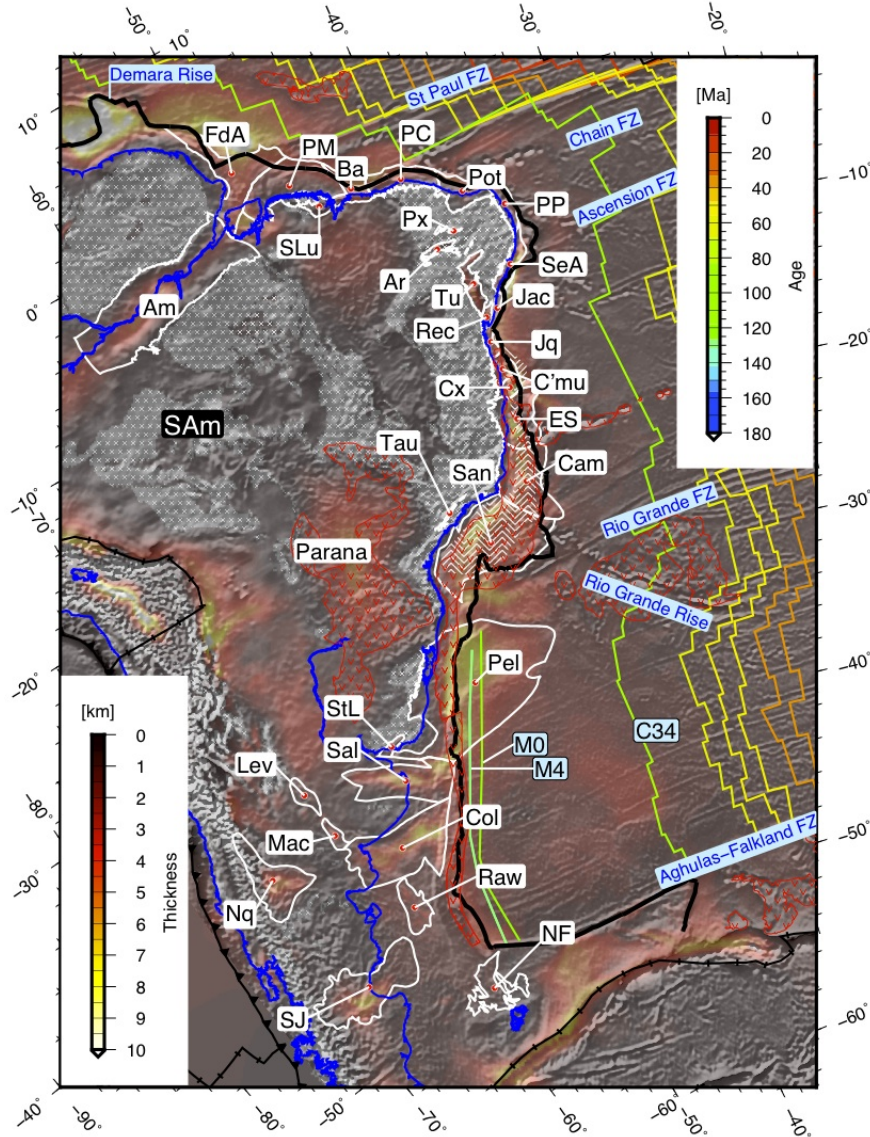 −50° 10° −40° −30° −20°
Demara Rise
St Paul FZ
[Ma]
0
20
40
60
80
100
120
140
160
180
Age
10°
FdA
PM
PC
Chain FZ
Ba
Pot
−10°
−60°
Ascension FZ
PP
Px
SLu
SeA
Ar
Tu
Jac
0°
Am
Rec
Jq
−20°
C'mu
Cx
ES
SAm
Tau
San
Cam
−10°
−70°
−30°
Rio Grande FZ
Parana
Rio Grande Rise
−20°
Pel
−40°
[km]
0
1
2
3
4
5
6
7
8
9
10
Thickness
StL
C34
Sal
M0
M4
Lev
−80°
Col
Mac
−50°
Aghulas−Falkland FZ
−30°
Raw
Nq
NF
SJ
−60°
−40° −90° −80° −50° −70° −60° −50° −40°